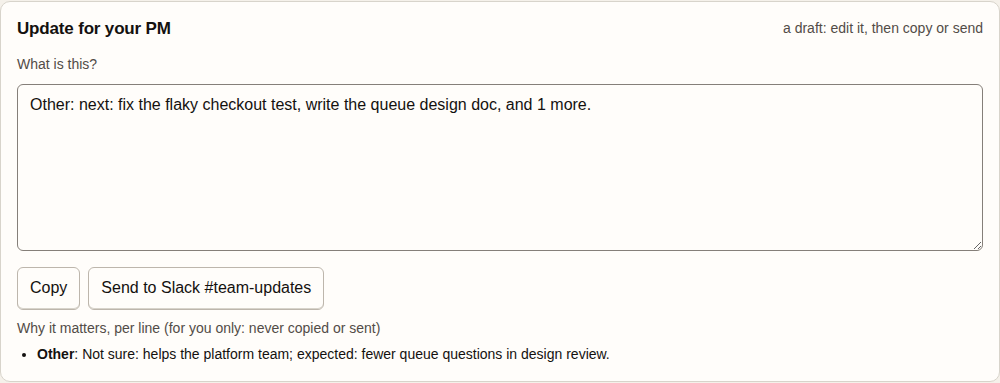 Update for your PM
a draft: edit it, then copy or send
What is this?
Other: next: fix the flaky checkout test, write the queue design doc, and 1 more.
Copy
Send to Slack #team-updates
Why it matters, per line (for you only: never copied or sent)
• Other: Not sure: helps the platform team; expected: fewer queue questions in design review.